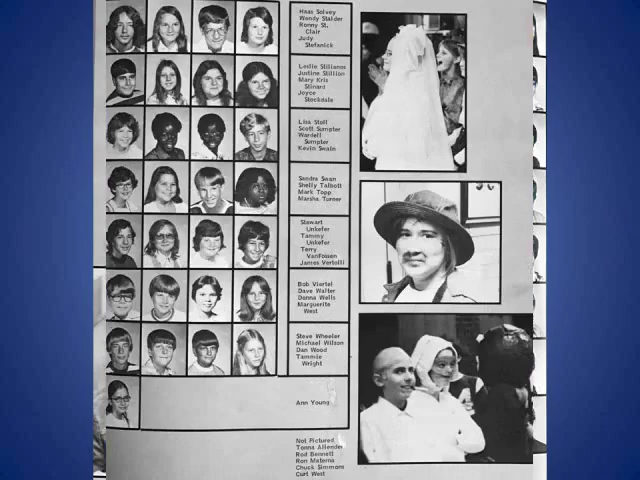 Haas Solvey
Wendy Stalder
Ronny St.
Clair
Judy
Stefanick
Leslie Stilianos
Justine Stillion
Mary Kris
Stinard
Joyce
Stockdale
Lisa Stoll
Scott Sumpter
Wardell
Sumpter
Kevin Swain
Sandra Swan
Shelly Talbott
Mark Topp
Marsha Turner
Stewart
Unkefer
Tammy
Unkefer
Terry
VanFossen
James Vertolli
Bob Viertel
Dave Walter
Donna Wells
Marguerite
West
Steve Wheeler
Michael Wilson
Dan Wood
Tammie
Wright
Ann Young
Not Pictured
Tonna Allender
Rod Bennett
Ron Materna
Chuck Simmons
Curt West